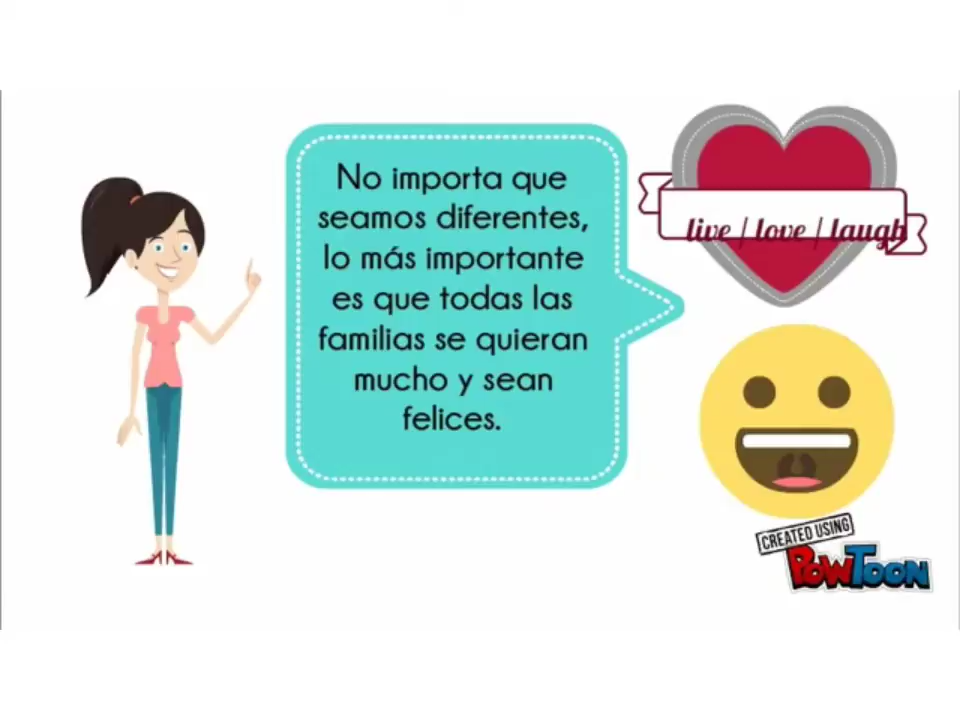 No importa que
seamos diferentes,
lo más importante
es que todas las
familias se quieran
mucho y sean
felices.
live / love / laugh
CREATED USING
POWTOON